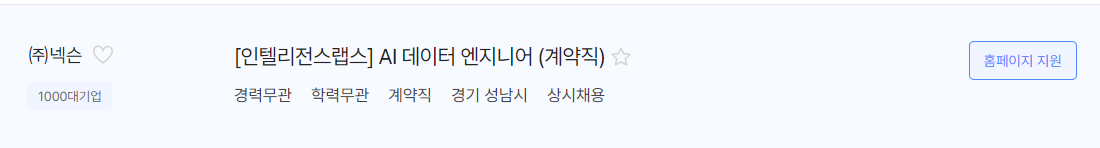 ㈜넥슨
1000대기업
[인텔리전스랩스] AI 데이터 엔지니어 (계약직)
경력무관 학력무관 계약직 경기 성남시 상시채용
홈페이지 지원